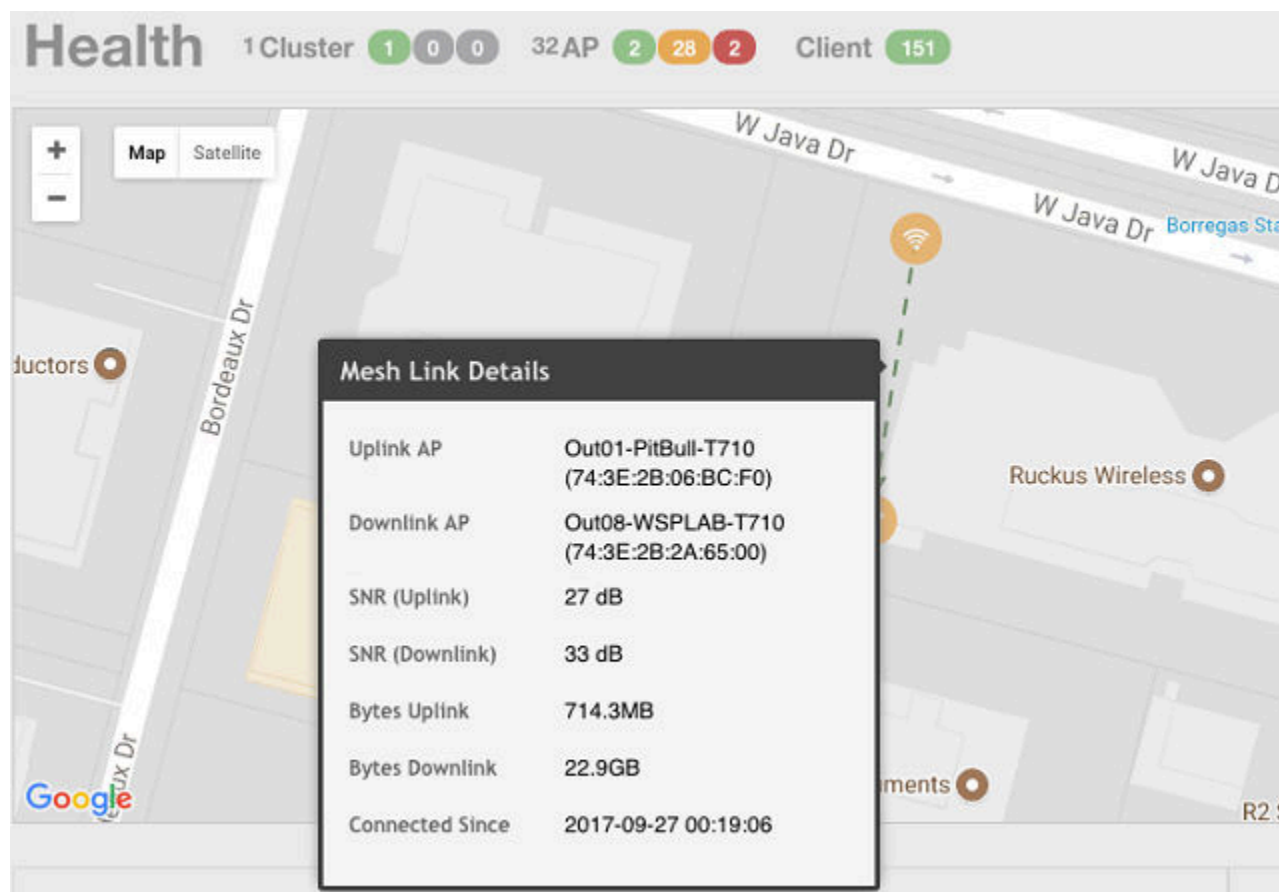 Health 1 Cluster 1 0 0 32 AP 2 28 2 Client 151
+
Map Satellite
−
W Java Dr
W Java D
W Java Dr
Borregas Sta
Bordeaux Dr
ductors
Mesh Link Details
Uplink AP Out01-PitBull-T710
(74:3E:2B:06:BC:F0)
Ruckus Wireless
Downlink AP Out08-WSPLAB-T710
(74:3E:2B:2A:65:00)
SNR (Uplink) 27 dB
SNR (Downlink) 33 dB
Bytes Uplink 714.3MB
Bytes Downlink 22.9GB
uments
ux Dr
Google
Connected Since 2017-09-27 00:19:06
R2